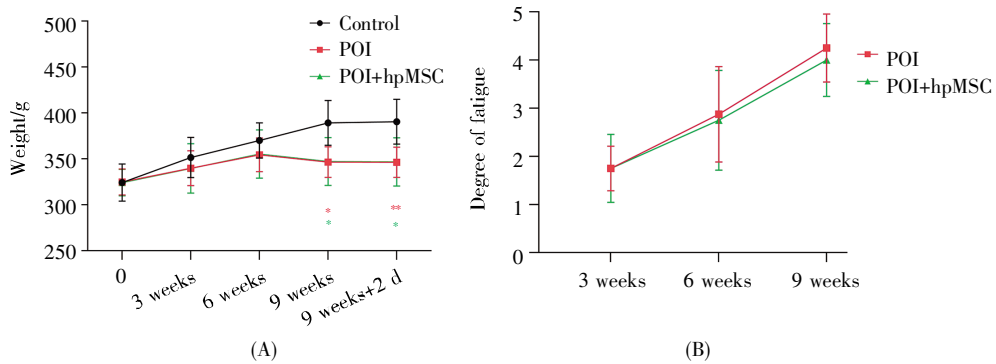 500
450
400
350
300
250
Weight/g
Control
POI
POI+hpMSC
*
*
**
*
0
3 weeks
6 weeks
9 weeks
9 weeks+2 d
(A)
5
4
3
2
1
0
Degree of fatigue
POI
POI+hpMSC
3 weeks
6 weeks
9 weeks
(B)